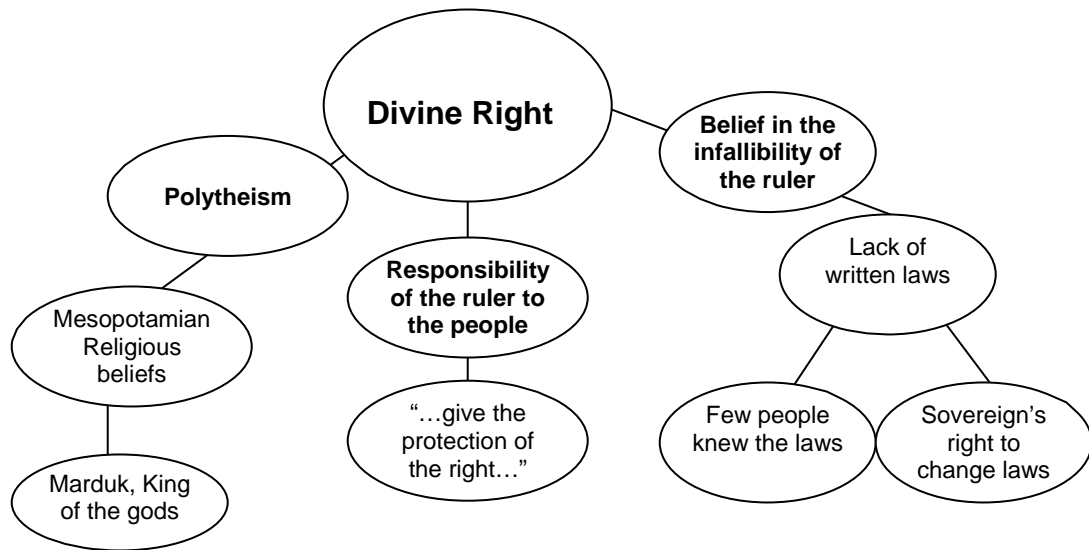 Divine Right
Polytheism
Mesopotamian
Religious
beliefs
Marduk, King
of the gods
Responsibility
of the ruler to
the people
“…give the
protection of
the right…”
Belief in the
infallibility of
the ruler
Lack of
written laws
Few people
knew the laws
Sovereign’s
right to
change laws